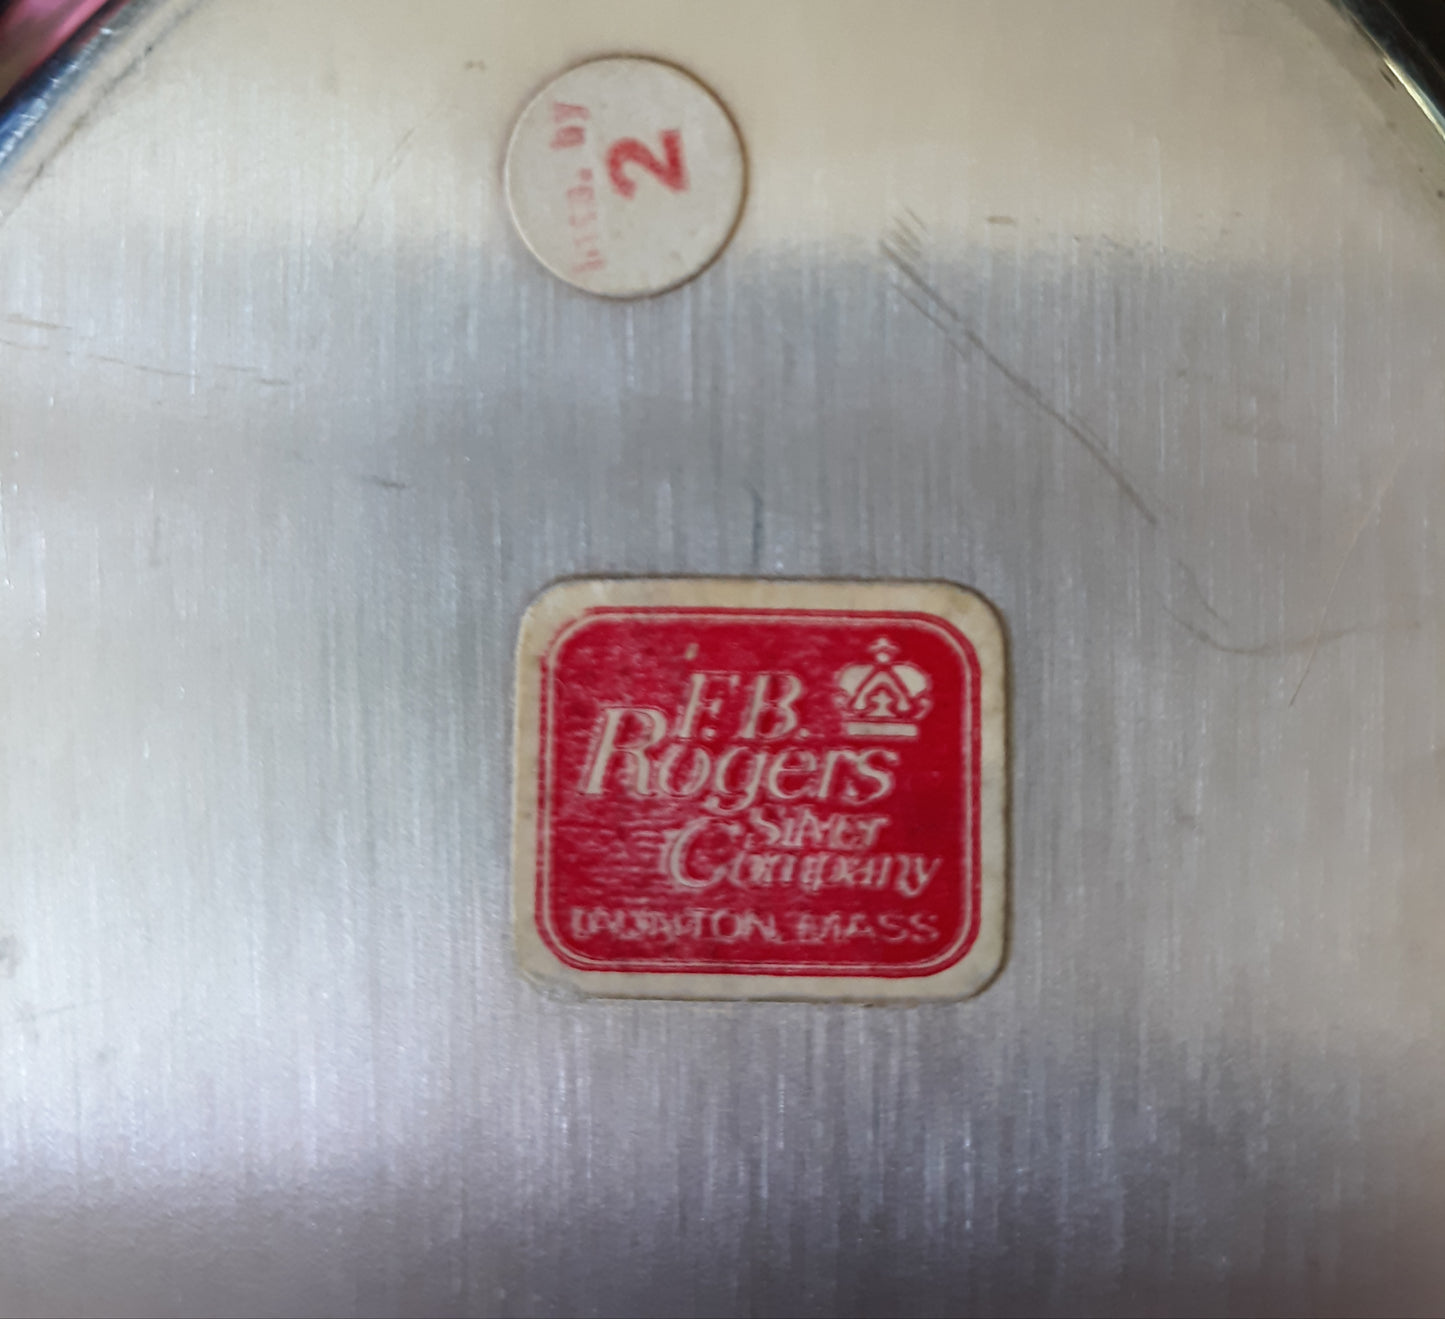 by
2
F.B.
Rogers
Silver
Company
TAUNTON, MASS